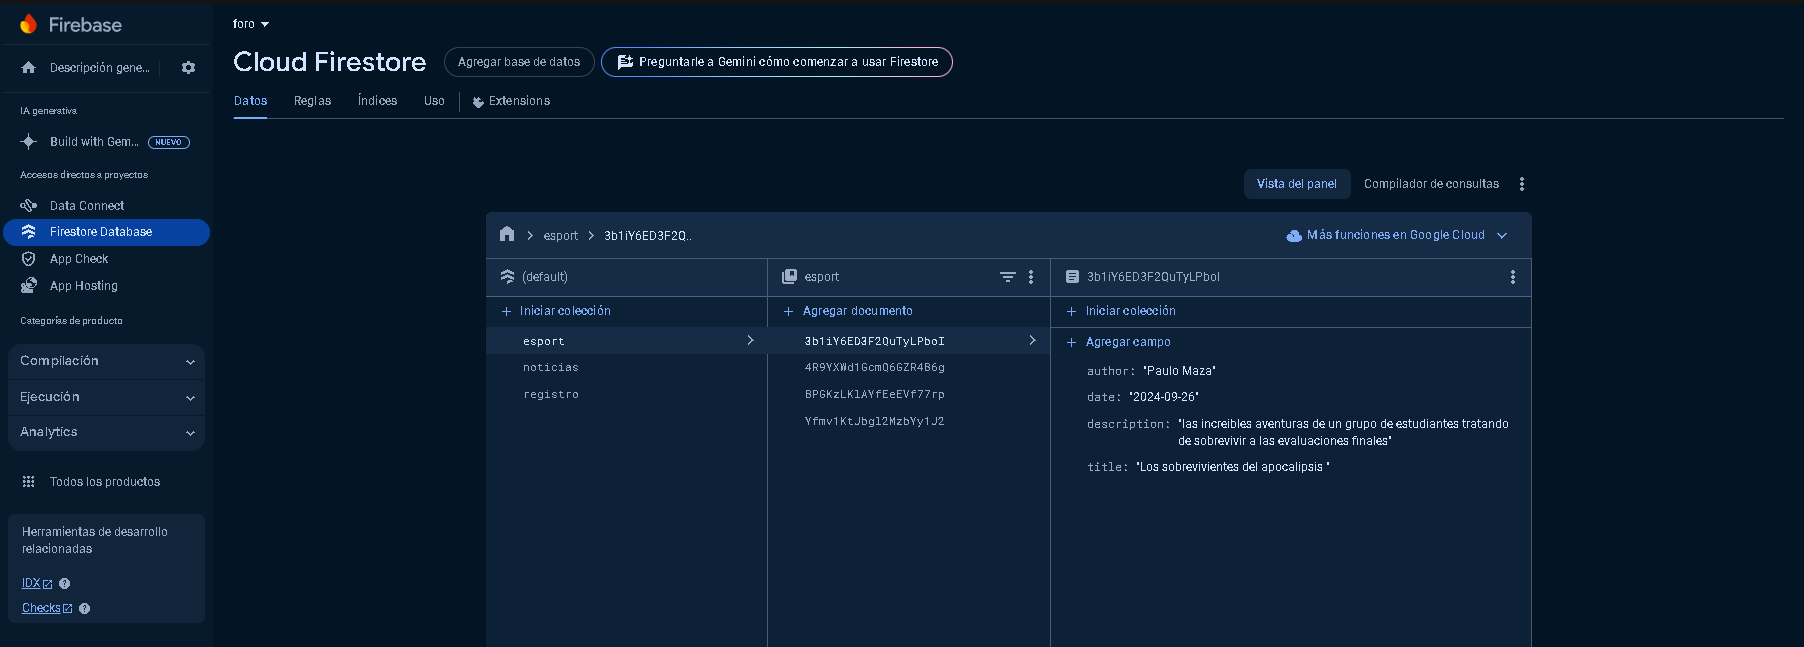 Firebase
foro
Cloud Firestore
Agregar base de datos
Preguntarle a Gemini cómo comenzar a usar Firestore
Datos
Reglas
Índices
Uso
Extensions
Descripción gene...
IA generativa
Build with Gem...
NUEVO
Accesos directos a proyectos
Data Connect
Firestore Database
App Check
App Hosting
Categorías de producto
Compilación
Ejecución
Analytics
Todos los productos
Herramientas de desarrollo
relacionadas
IDX
Checks
Vista del panel
Compilador de consultas
esport
3b1iY6ED3F2Q..
Más funciones en Google Cloud
(default)
Iniciar colección
esport
noticias
registro
esport
Agregar documento
3b1iY6ED3F2QuTyLPboI
4R9YXWd1GcmQ6GZR4B6g
BPGKzLKlAYfEeEVf77rp
Yfmv1KtJbgl2MzbYy1J2
3b1iY6ED3F2QuTyLPboI
Iniciar colección
Agregar campo
author: "Paulo Maza"
date: "2024-09-26"
description: "las increibles aventuras de un grupo de estudiantes tratando
de sobrevivir a las evaluaciones finales"
title: "Los sobrevivientes del apocalipsis "